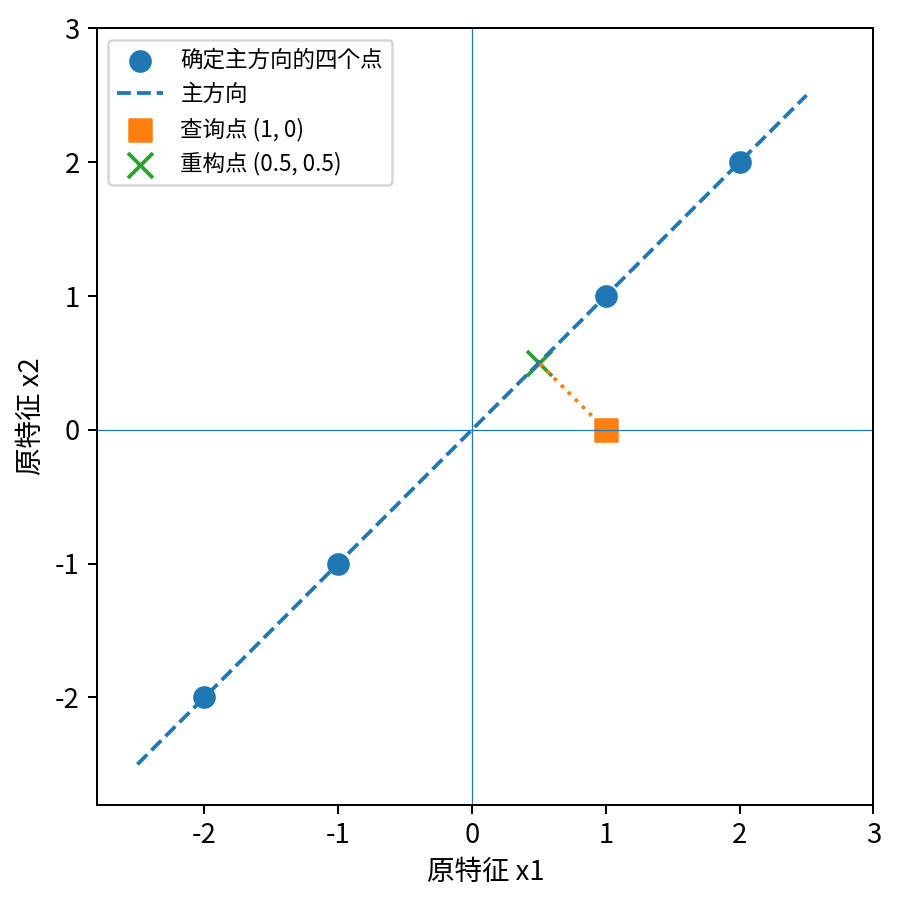 3
2
1
0
-1
-2
确定主方向的四个点
主方向
查询点 (1, 0)
重构点 (0.5, 0.5)
原特征 x2
-2
-1
0
1
2
3
原特征 x1